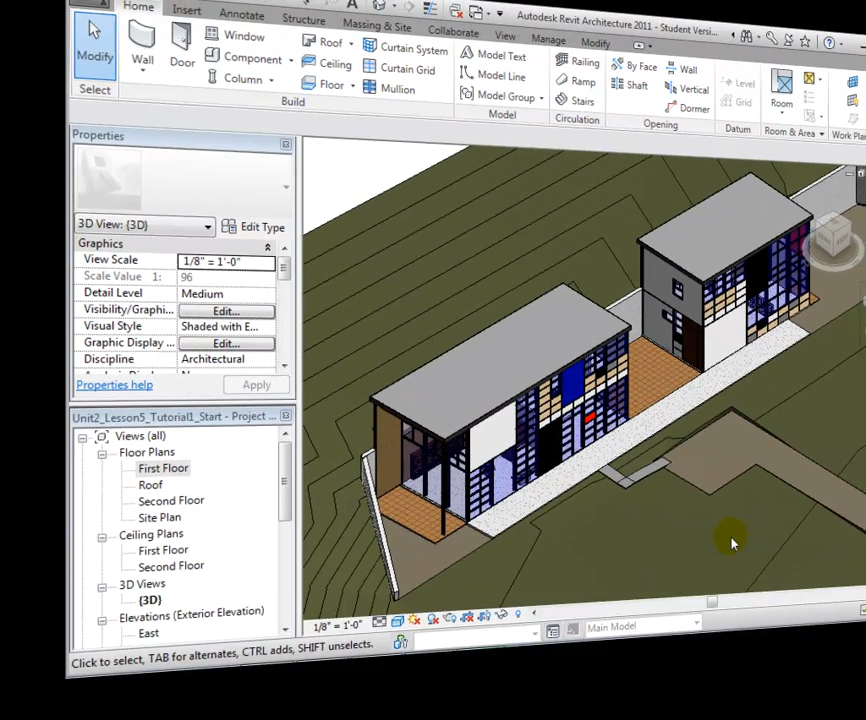 Autodesk Revit Architecture 2011 - Student Versi...
Home Insert Annotate Structure Massing & Site Collaborate View Manage Modify
Modify
Wall
Door
Window
Component
Column
Roof
Ceiling
Floor
Curtain System
Curtain Grid
Mullion
Model Text
Model Line
Model Group
Railing
Ramp
Stairs
By Face
Shaft
Wall
Vertical
Dormer
Level
Grid
Room
Select
Build
Model
Circulation
Opening
Datum
Room & Area
Work Plan
Properties
3D View: {3D}
Edit Type
Graphics
View Scale 1/8" = 1'-0"
Scale Value 1: 96
Detail Level Medium
Visibility/Graphi... Edit...
Visual Style Shaded with E...
Graphic Display ... Edit...
Discipline Architectural
Properties help
Apply
Unit2_Lesson5_Tutorial1_Start - Project
Views (all)
Floor Plans
First Floor
Roof
Second Floor
Site Plan
Ceiling Plans
First Floor
Second Floor
3D Views
{3D}
Elevations (Exterior Elevation)
East
1/8" = 1'-0"
Main Model
Click to select, TAB for alternates, CTRL adds, SHIFT unselects.